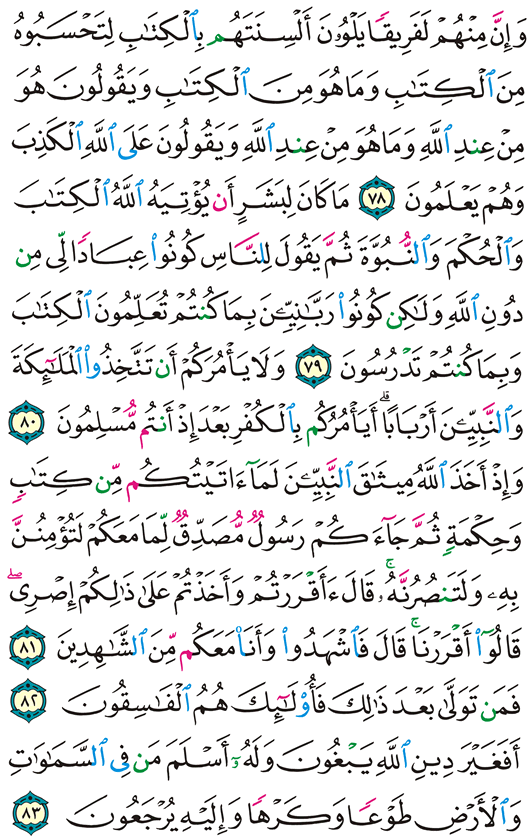 وَإِنَّ مِنْهُمْ لَفَرِيقًا يَلْوُۥنَ أَلْسِنَتَهُم بِٱلْكِتَٰبِ لِتَحْسَبُوهُ
مِنَ ٱلْكِتَٰبِ وَمَا هُوَ مِنَ ٱلْكِتَٰبِ وَيَقُولُونَ هُوَ
مِنْ عِندِ ٱللَّهِ وَمَا هُوَ مِنْ عِندِ ٱللَّهِ وَيَقُولُونَ عَلَى ٱللَّهِ ٱلْكَذِبَ
وَهُمْ يَعْلَمُونَ ٧٨ مَا كَانَ لِبَشَرٍ أَن يُؤْتِيَهُ ٱللَّهُ ٱلْكِتَٰبَ
وَٱلْحُكْمَ وَٱلنُّبُوَّةَ ثُمَّ يَقُولَ لِلنَّاسِ كُونُوا۟ عِبَادًا لِّى مِن
دُونِ ٱللَّهِ وَلَٰكِن كُونُوا۟ رَبَّٰنِيِّۦنَ بِمَا كُنتُمْ تُعَلِّمُونَ ٱلْكِتَٰبَ
وَبِمَا كُنتُمْ تَدْرُسُونَ ٧٩ وَلَا يَأْمُرَكُمْ أَن تَتَّخِذُوا۟ ٱلْمَلَٰٓئِكَةَ
وَٱلنَّبِيِّۦنَ أَرْبَابًا ۗ أَيَأْمُرُكُم بِٱلْكُفْرِ بَعْدَ إِذْ أَنتُم مُّسْلِمُونَ ٨٠
وَإِذْ أَخَذَ ٱللَّهُ مِيثَٰقَ ٱلنَّبِيِّۦنَ لَمَآ ءَاتَيْتُكُم مِّن كِتَٰبٍ
وَحِكْمَةٍ ثُمَّ جَآءَكُمْ رَسُولٌ مُّصَدِّقٌ لِّمَا مَعَكُمْ لَتُؤْمِنُنَّ
بِهِۦ وَلَتَنصُرُنَّهُۥ ۚ قَالَ ءَأَقْرَرْتُمْ وَأَخَذْتُمْ عَلَىٰ ذَٰلِكُمْ إِصْرِى ۖ
قَالُوٓا۟ أَقْرَرْنَا ۚ قَالَ فَٱشْهَدُوا۟ وَأَنَا۠ مَعَكُم مِّنَ ٱلشَّٰهِدِينَ ٨١
فَمَن تَوَلَّىٰ بَعْدَ ذَٰلِكَ فَأُو۟لَٰٓئِكَ هُمُ ٱلْفَٰسِقُونَ ٨٢
أَفَغَيْرَ دِينِ ٱللَّهِ يَبْغُونَ وَلَهُۥٓ أَسْلَمَ مَن فِى ٱلسَّمَٰوَٰتِ
وَٱلْأَرْضِ طَوْعًا وَكَرْهًا وَإِلَيْهِ يُرْجَعُونَ ٨٣